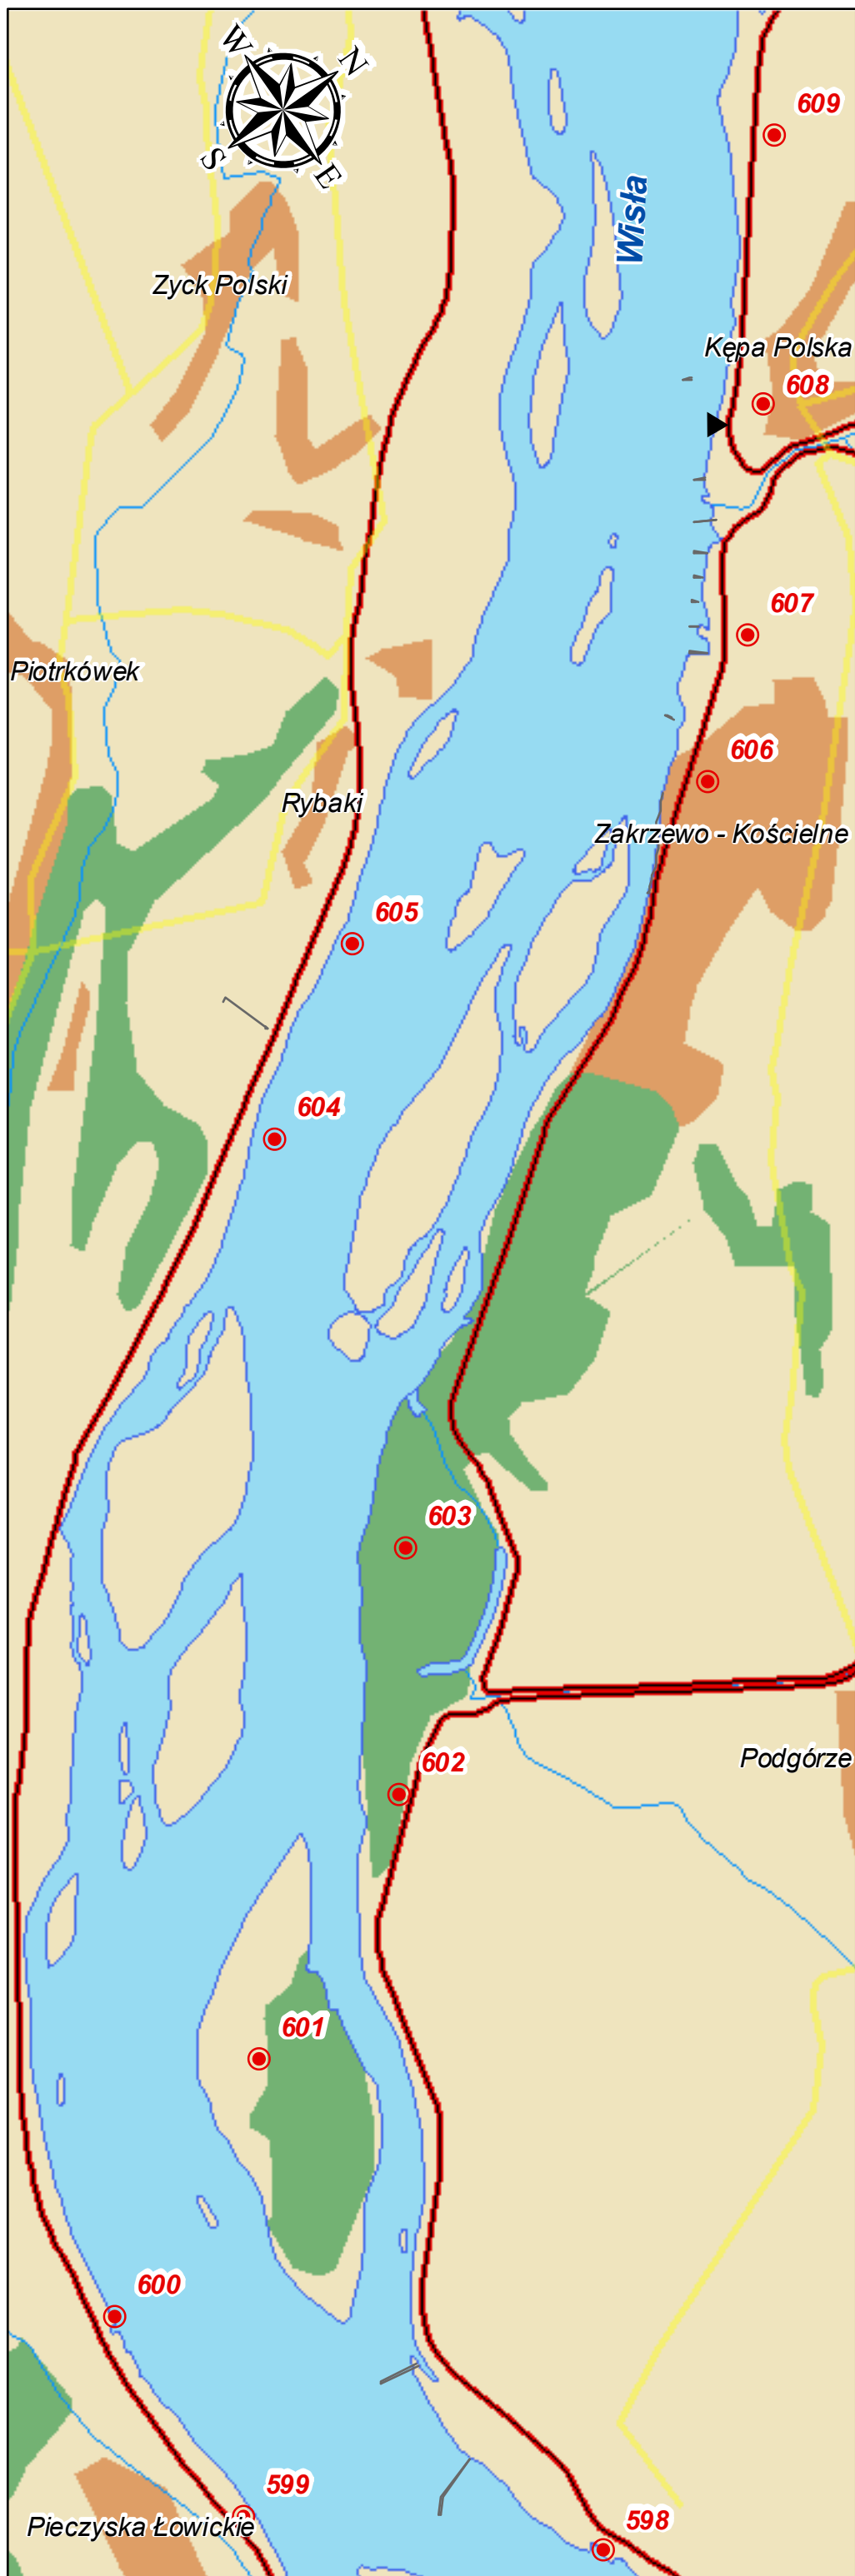 W
N
S
E
609
Wisła
Zyck Polski
Kępa Polska
608
607
Piotrkówek
606
Rybaki
Zakrzewo - Kościelne
605
604
603
602
Podgórze
601
600
599
598
Pieczyska Łowickie